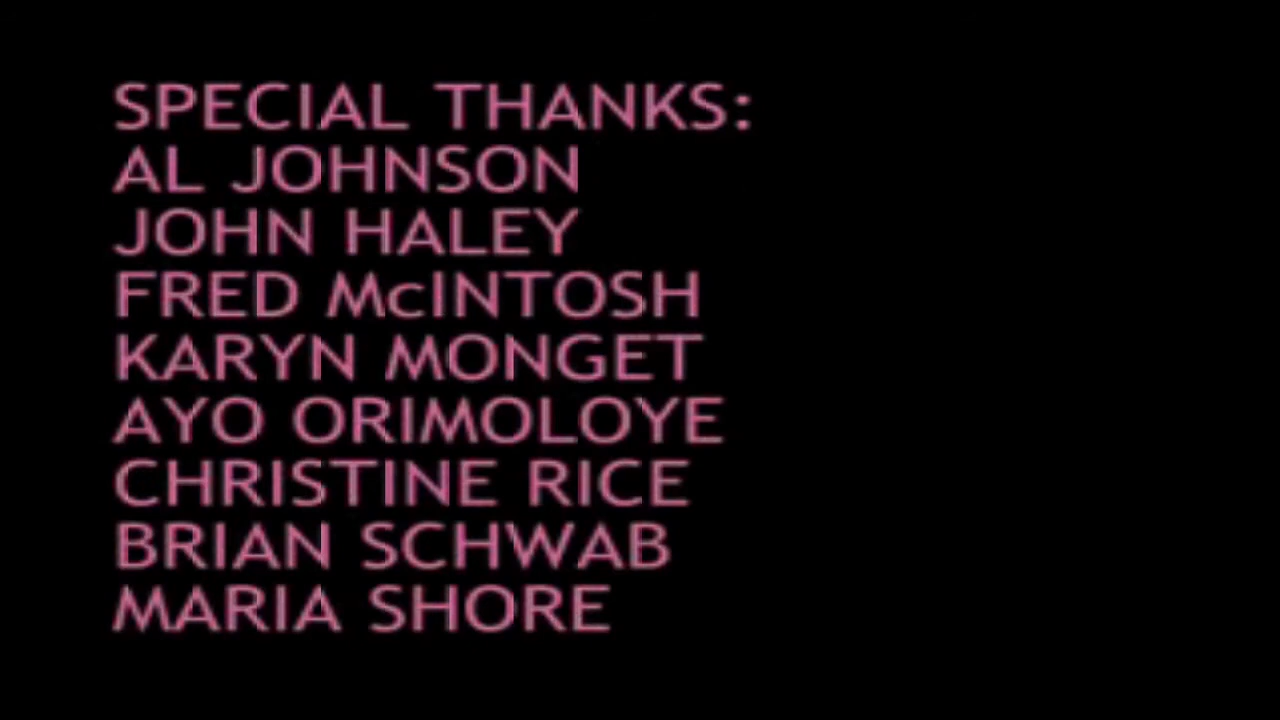 SPECIAL THANKS:
AL JOHNSON
JOHN HALEY
FRED McINTOSH
KARYN MONGET
AYO ORIMOLOYE
CHRISTINE RICE
BRIAN SCHWAB
MARIA SHORE